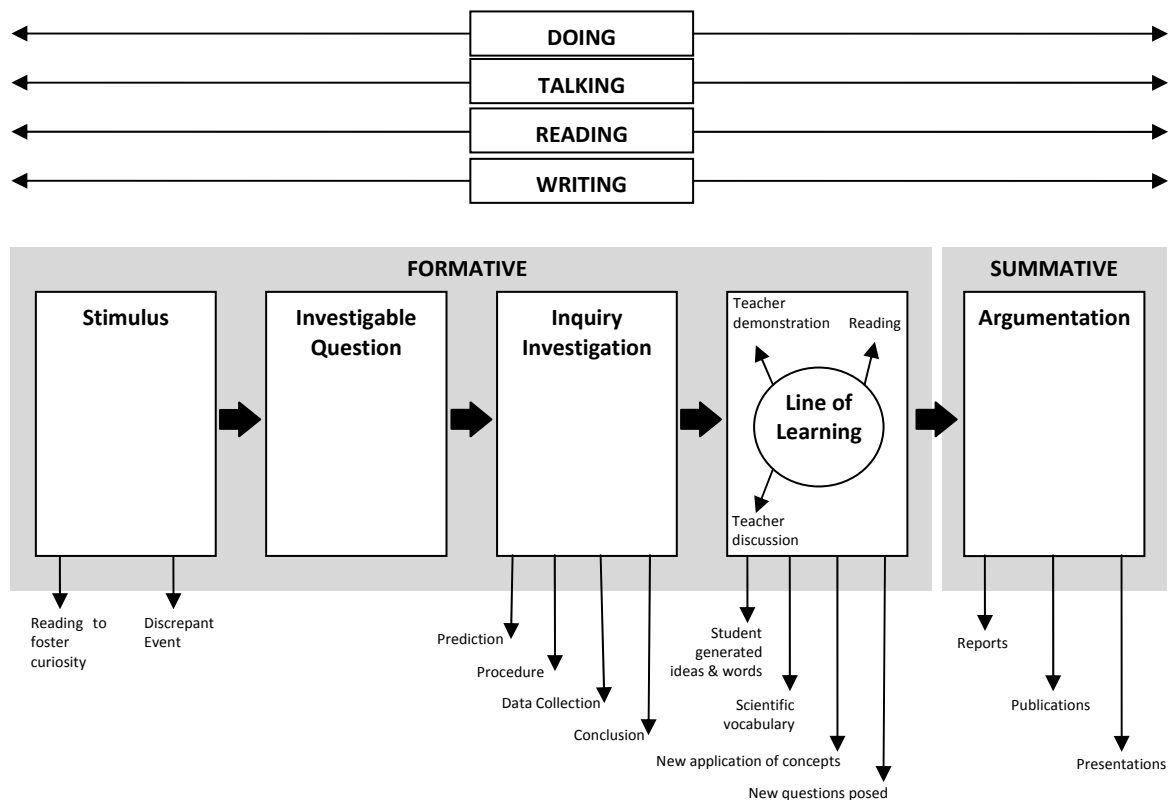 DOING
TALKING
READING
WRITING
FORMATIVE
SUMMATIVE
Stimulus
Investigable
Question
Inquiry
Investigation
Teacher
demonstration
Reading
Line of
Learning
Teacher
discussion
Argumentation
Reading to
foster
curiosity
Discrepant
Event
Prediction
Procedure
Data Collection
Conclusion
Student
generated
ideas & words
Scientific
vocabulary
New application of concepts
New questions posed
Reports
Publications
Presentations